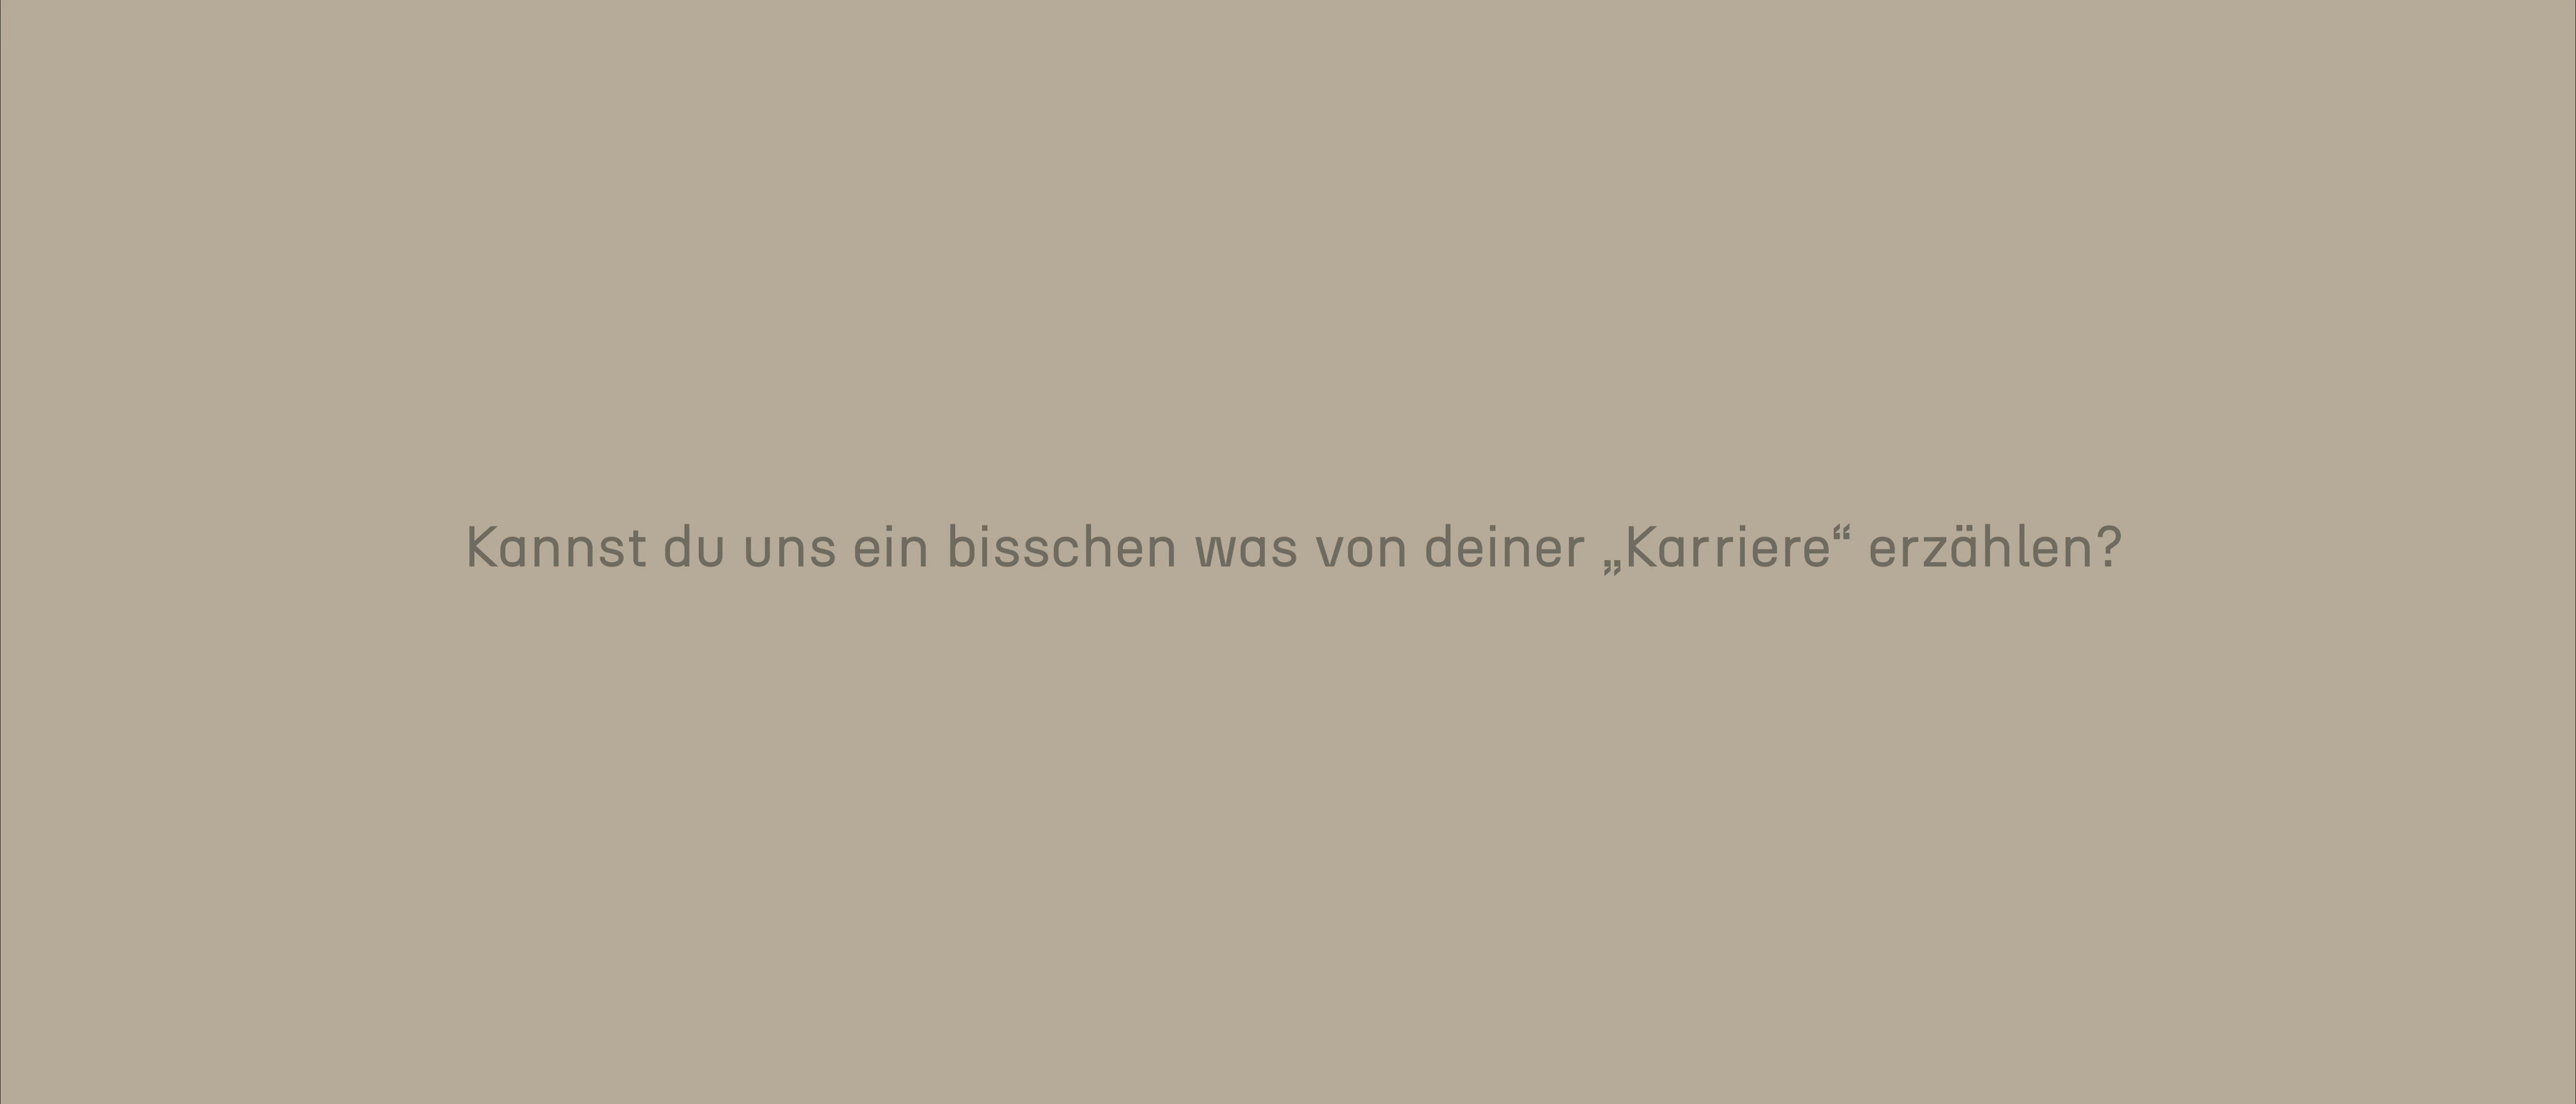 Kannst du uns ein bisschen was von deiner „Karriere“ erzählen?